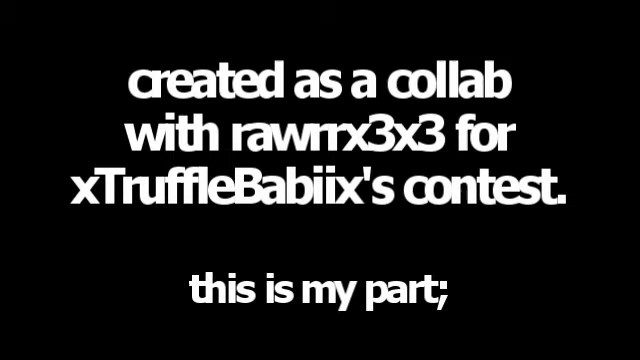 created as a collab
with rawrrx3x3 for
xTruffleBabiix's contest.
this is my part;